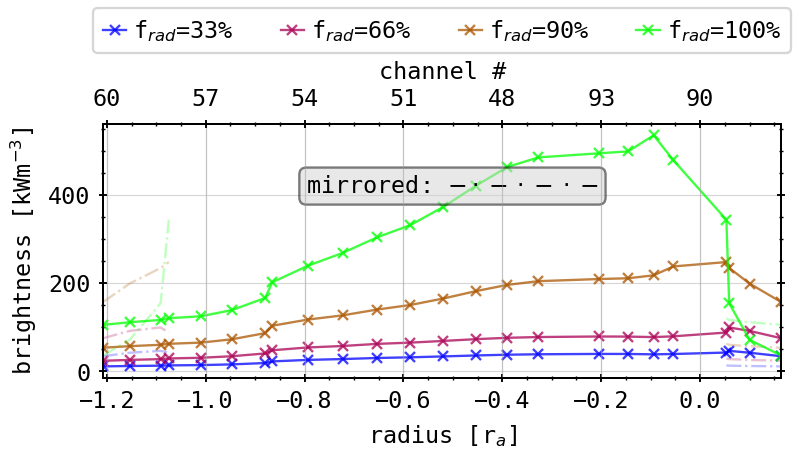 f_rad=33% f_rad=66% f_rad=90% f_rad=100%
channel #
60 57 54 51 48 93 90
mirrored: — · — · — · —
brightness [kWm⁻³]
400
200
0
−1.2 −1.0 −0.8 −0.6 −0.4 −0.2 0.0
radius [r_a]